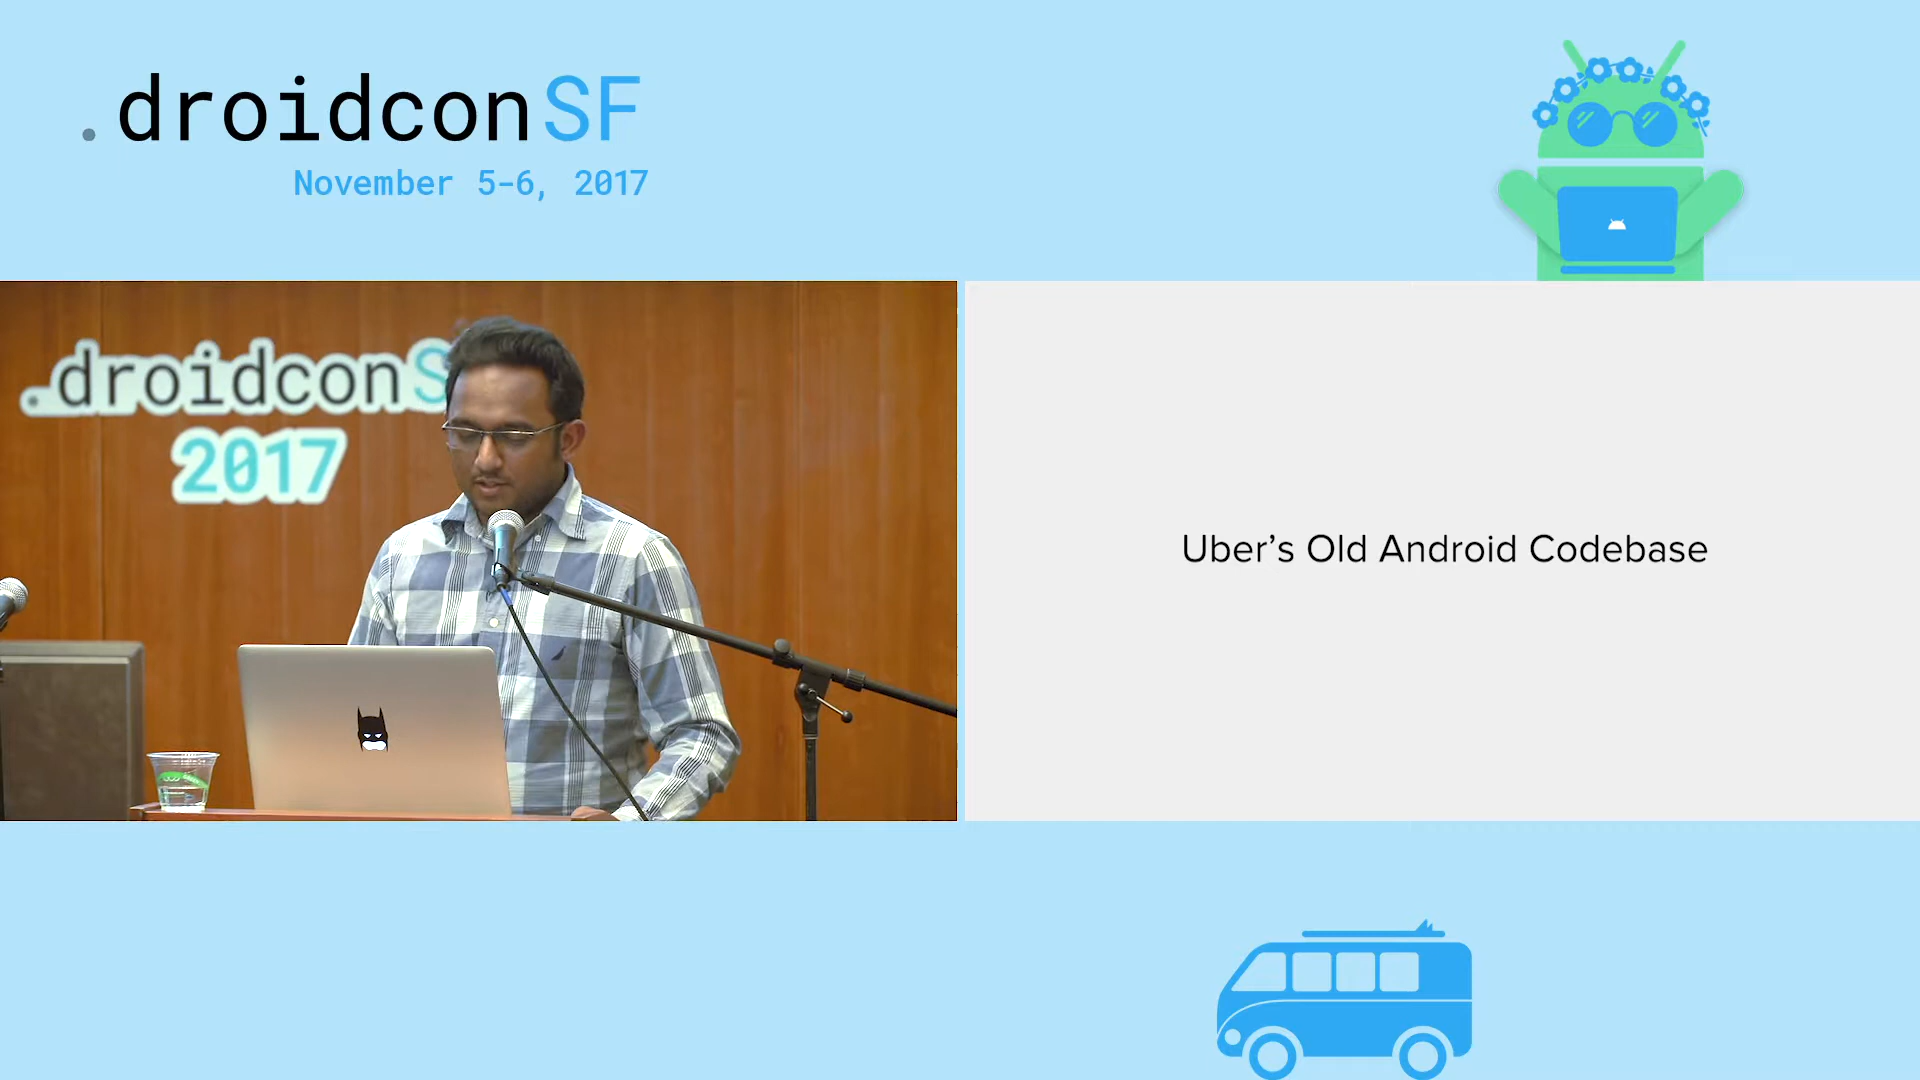 .droidconSF
November 5-6, 2017
.droidconS
2017
Uber’s Old Android Codebase